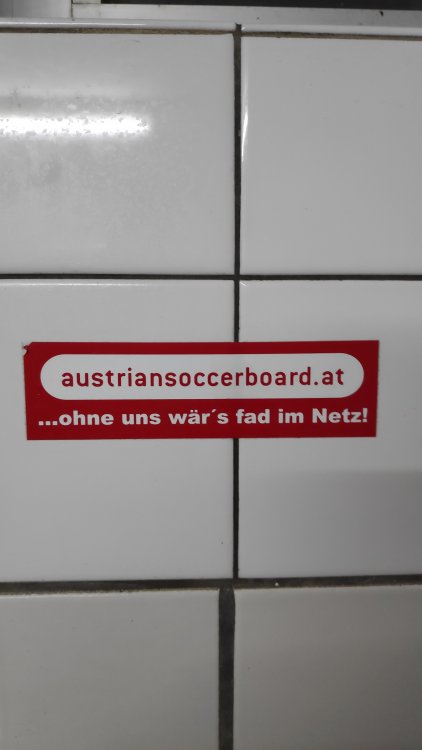 austriansoccerboard.at
...ohne uns wär´s fad im Netz!